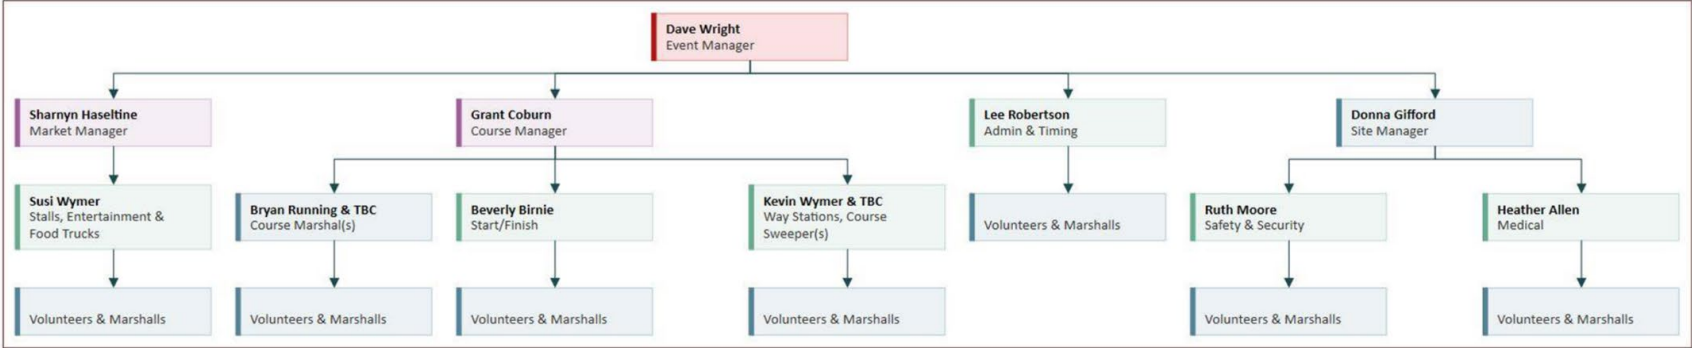 Dave Wright
Event Manager
Sharnyn Haseltine
Market Manager
Grant Coburn
Course Manager
Lee Robertson
Admin & Timing
Donna Gifford
Site Manager
Susi Wymer
Stalls, Entertainment &
Food Trucks
Bryan Running & TBC
Course Marshal(s)
Beverly Birnie
Start/Finish
Kevin Wymer & TBC
Way Stations, Course
Sweeper(s)
Volunteers & Marshalls
Ruth Moore
Safety & Security
Heather Allen
Medical
Volunteers & Marshalls
Volunteers & Marshalls
Volunteers & Marshalls
Volunteers & Marshalls
Volunteers & Marshalls
Volunteers & Marshalls